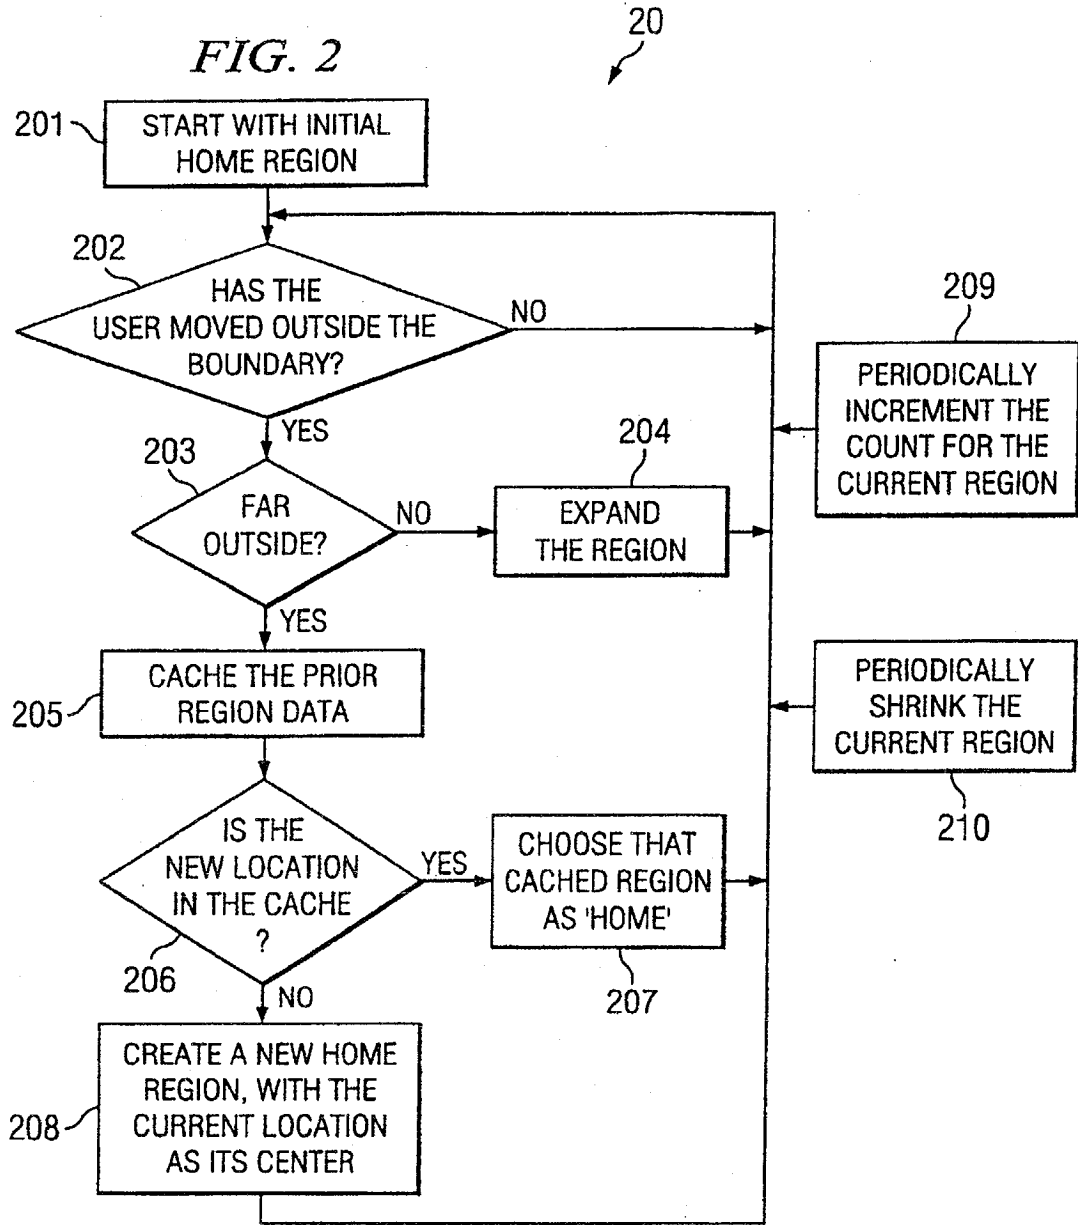 20
FIG. 2
201
START WITH INITIAL
HOME REGION
202
HAS THE
USER MOVED OUTSIDE THE
BOUNDARY?
NO
YES
209
PERIODICALLY
INCREMENT THE
COUNT FOR THE
CURRENT REGION
203
FAR
OUTSIDE?
NO
YES
204
EXPAND
THE REGION
205
CACHE THE PRIOR
REGION DATA
PERIODICALLY
SHRINK THE
CURRENT REGION
210
IS THE
NEW LOCATION
IN THE CACHE
?
206
YES
NO
CHOOSE THAT
CACHED REGION
AS 'HOME'
207
208
CREATE A NEW HOME
REGION, WITH THE
CURRENT LOCATION
AS ITS CENTER